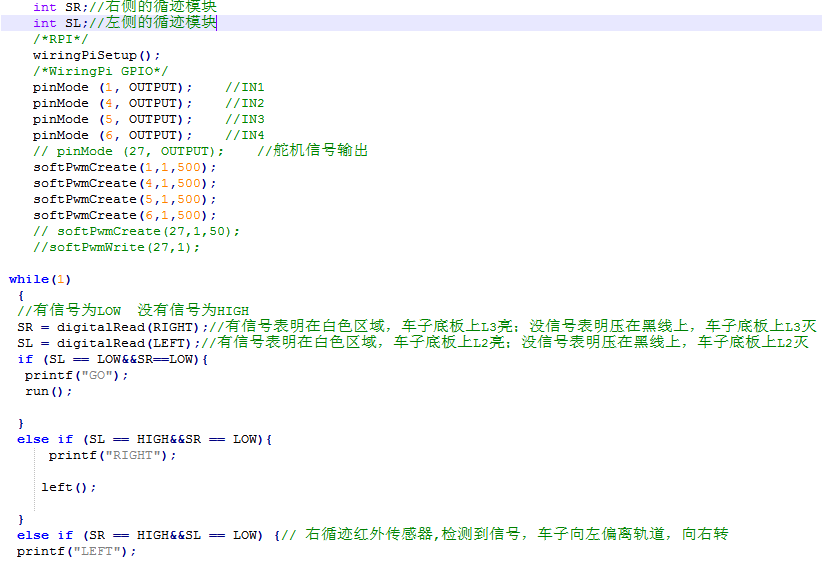 int SR;//右侧的循迹模块
int SL;//左侧的循迹模块
/*RPI*/
wiringPiSetup();
/*WiringPi GPIO*/
pinMode (1, OUTPUT);    //IN1
pinMode (4, OUTPUT);    //IN2
pinMode (5, OUTPUT);    //IN3
pinMode (6, OUTPUT);    //IN4
// pinMode (27, OUTPUT);    //舵机信号输出
softPwmCreate(1,1,500);
softPwmCreate(4,1,500);
softPwmCreate(5,1,500);
softPwmCreate(6,1,500);
// softPwmCreate(27,1,50);
//softPwmWrite(27,1);
while(1)
{
//有信号为LOW  没有信号为HIGH
SR = digitalRead(RIGHT);//有信号表明在白色区域，车子底板上L3亮；没信号表明压在黑线上，车子底板上L3灭
SL = digitalRead(LEFT);//有信号表明在白色区域，车子底板上L2亮；没信号表明压在黑线上，车子底板上L2灭
if (SL == LOW&&SR==LOW){
printf("GO");
run();
}
else if (SL == HIGH&&SR == LOW){
printf("RIGHT");
left();
}
else if (SR == HIGH&&SL == LOW) {// 右循迹红外传感器,检测到信号，车子向左偏离轨道，向右转
printf("LEFT");